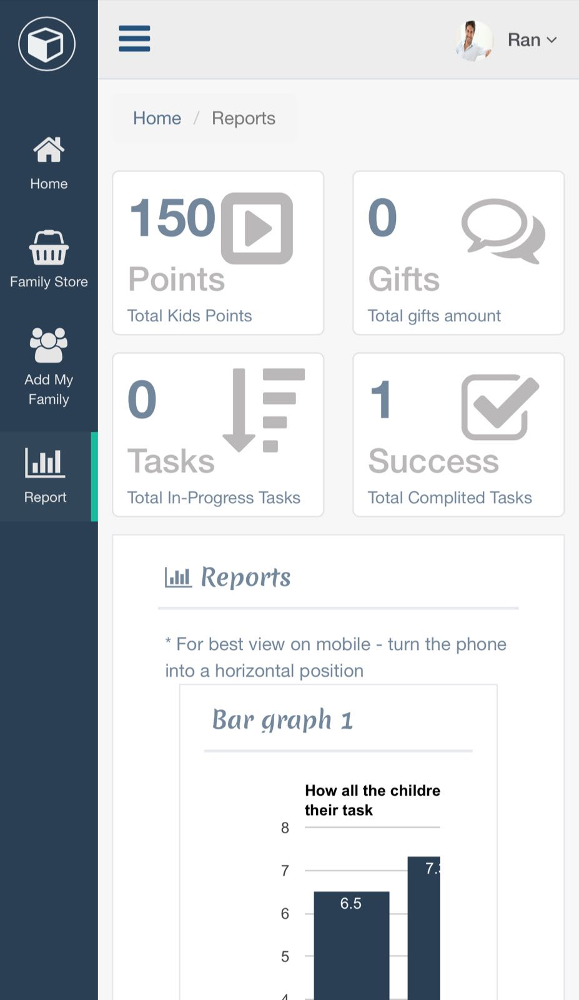 Ran
Home / Reports
Home
Family Store
Add My
Family
Report
150
Points
Total Kids Points
0
Gifts
Total gifts amount
0
Tasks
Total In-Progress Tasks
1
Success
Total Complited Tasks
Reports
* For best view on mobile - turn the phone
into a horizontal position
Bar graph 1
How all the childre
their task
8
7
6
5
6.5